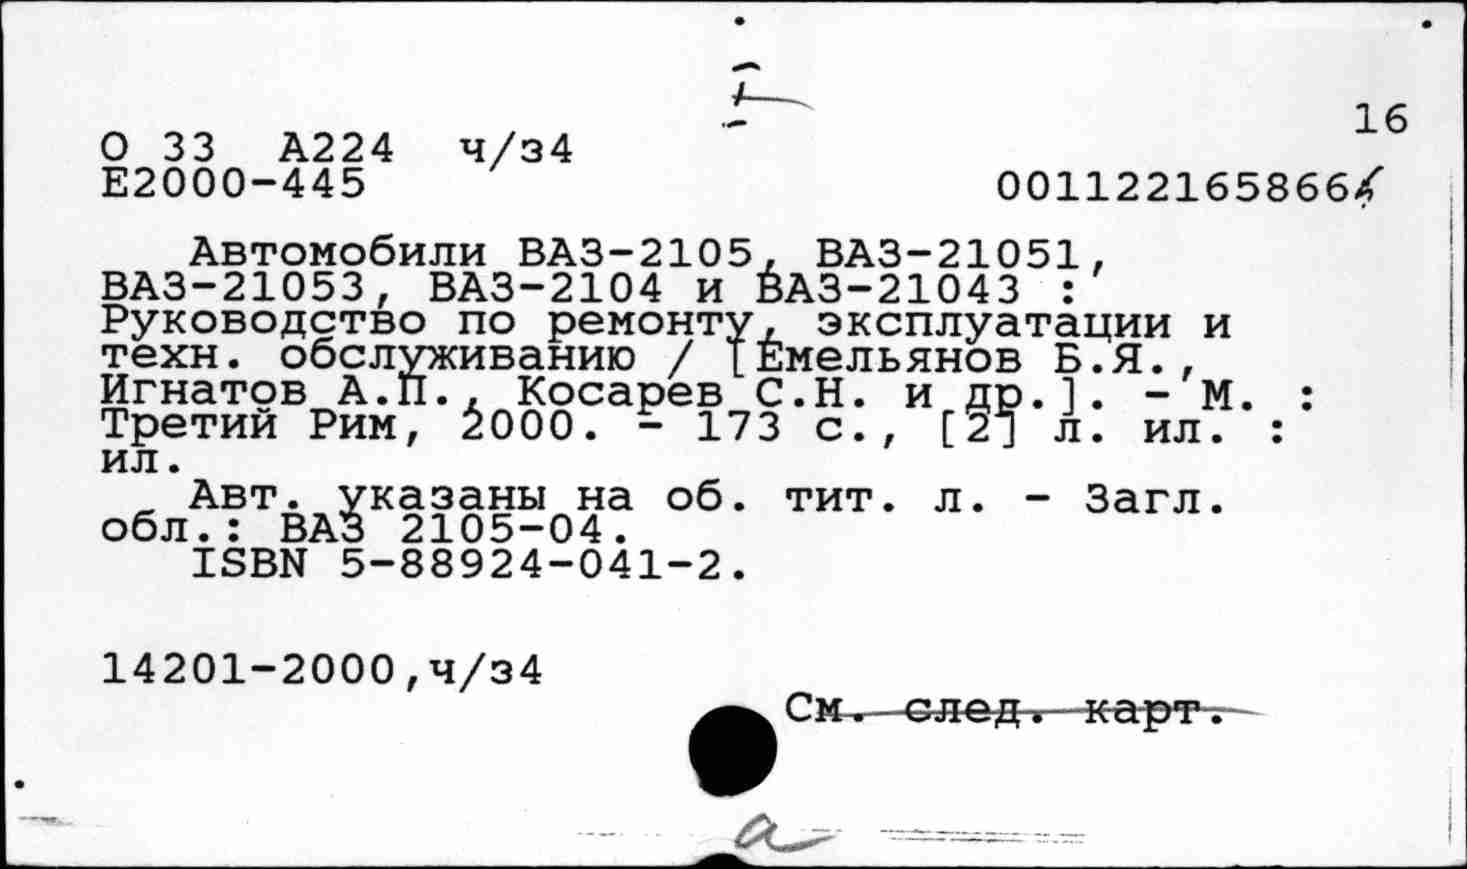 16
О 33 А224 ч/з4
Е2000-445
001122165866
Автомобили ВАЗ-2105, ВАЗ-21051,
ВАЗ-21053, ВАЗ-2104 и ВАЗ-21043 :
Руководство по ремонту, эксплуатации и
техн. обслуживанию / [Емельянов Б.Я.,
Игнатов А.П., Косарев С.Н. и др.]. - М. :
Третий Рим, 2000. - 173 с., [2] л. ил. :
ил.
Авт. указаны на об. тит. л. - Загл.
обл.: ВАЗ 2105-04.
ISBN 5-88924-041-2.
14201-2000,ч/з4
См. след. карт.
а